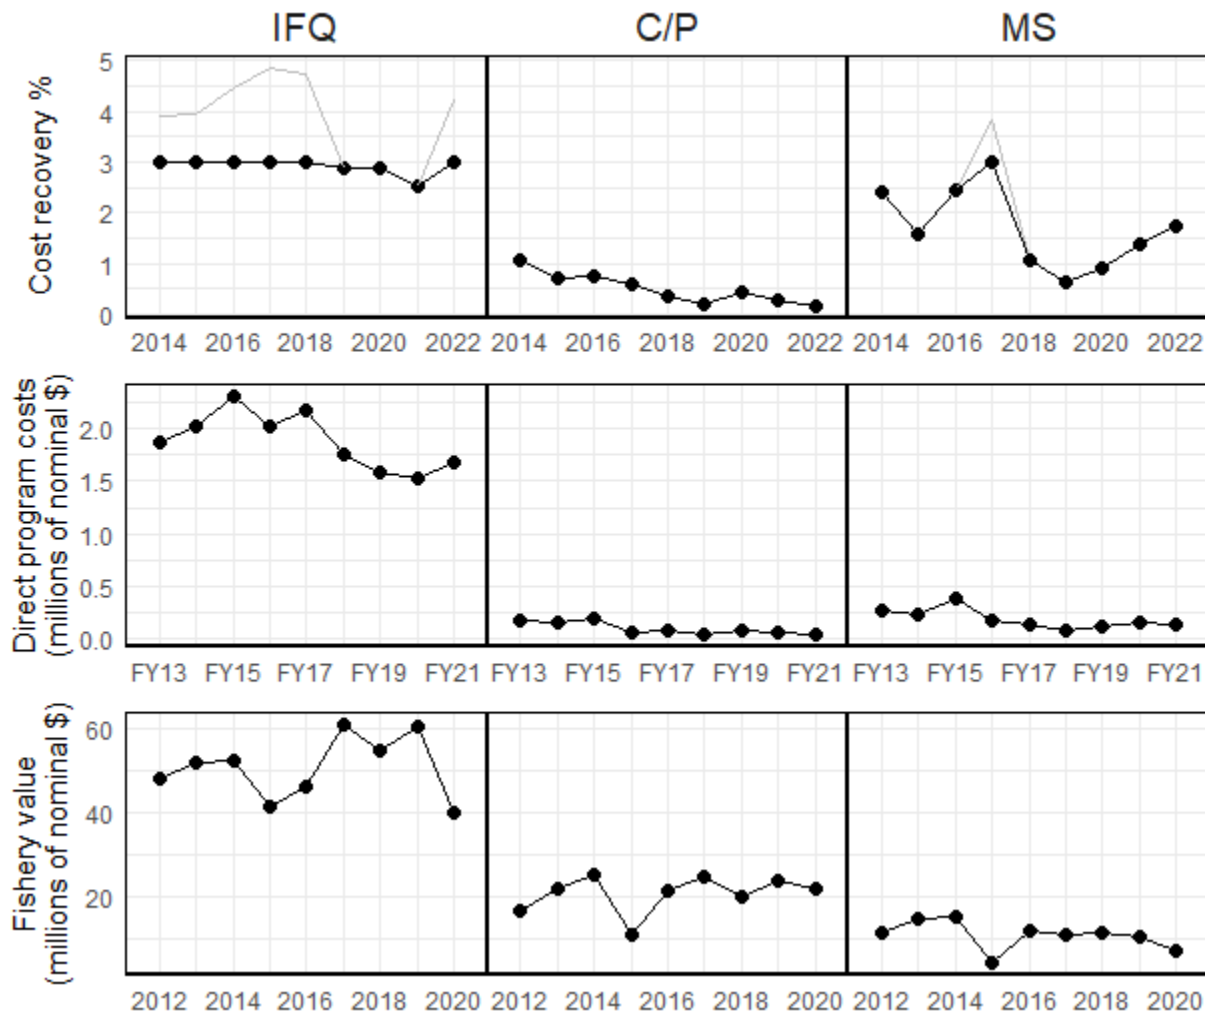 IFQ C/P MS
Cost recovery %
5
4
3
2
1
0
2014 2016 2018 2020 2022 2014 2016 2018 2020 2022 2014 2016 2018 2020 2022
Direct program costs
(millions of nominal $)
2.0
1.5
1.0
0.5
0.0
FY13 FY15 FY17 FY19 FY21 FY13 FY15 FY17 FY19 FY21 FY13 FY15 FY17 FY19 FY21
Fishery value
(millions of nominal $)
60
40
20
2012 2014 2016 2018 2020 2012 2014 2016 2018 2020 2012 2014 2016 2018 2020